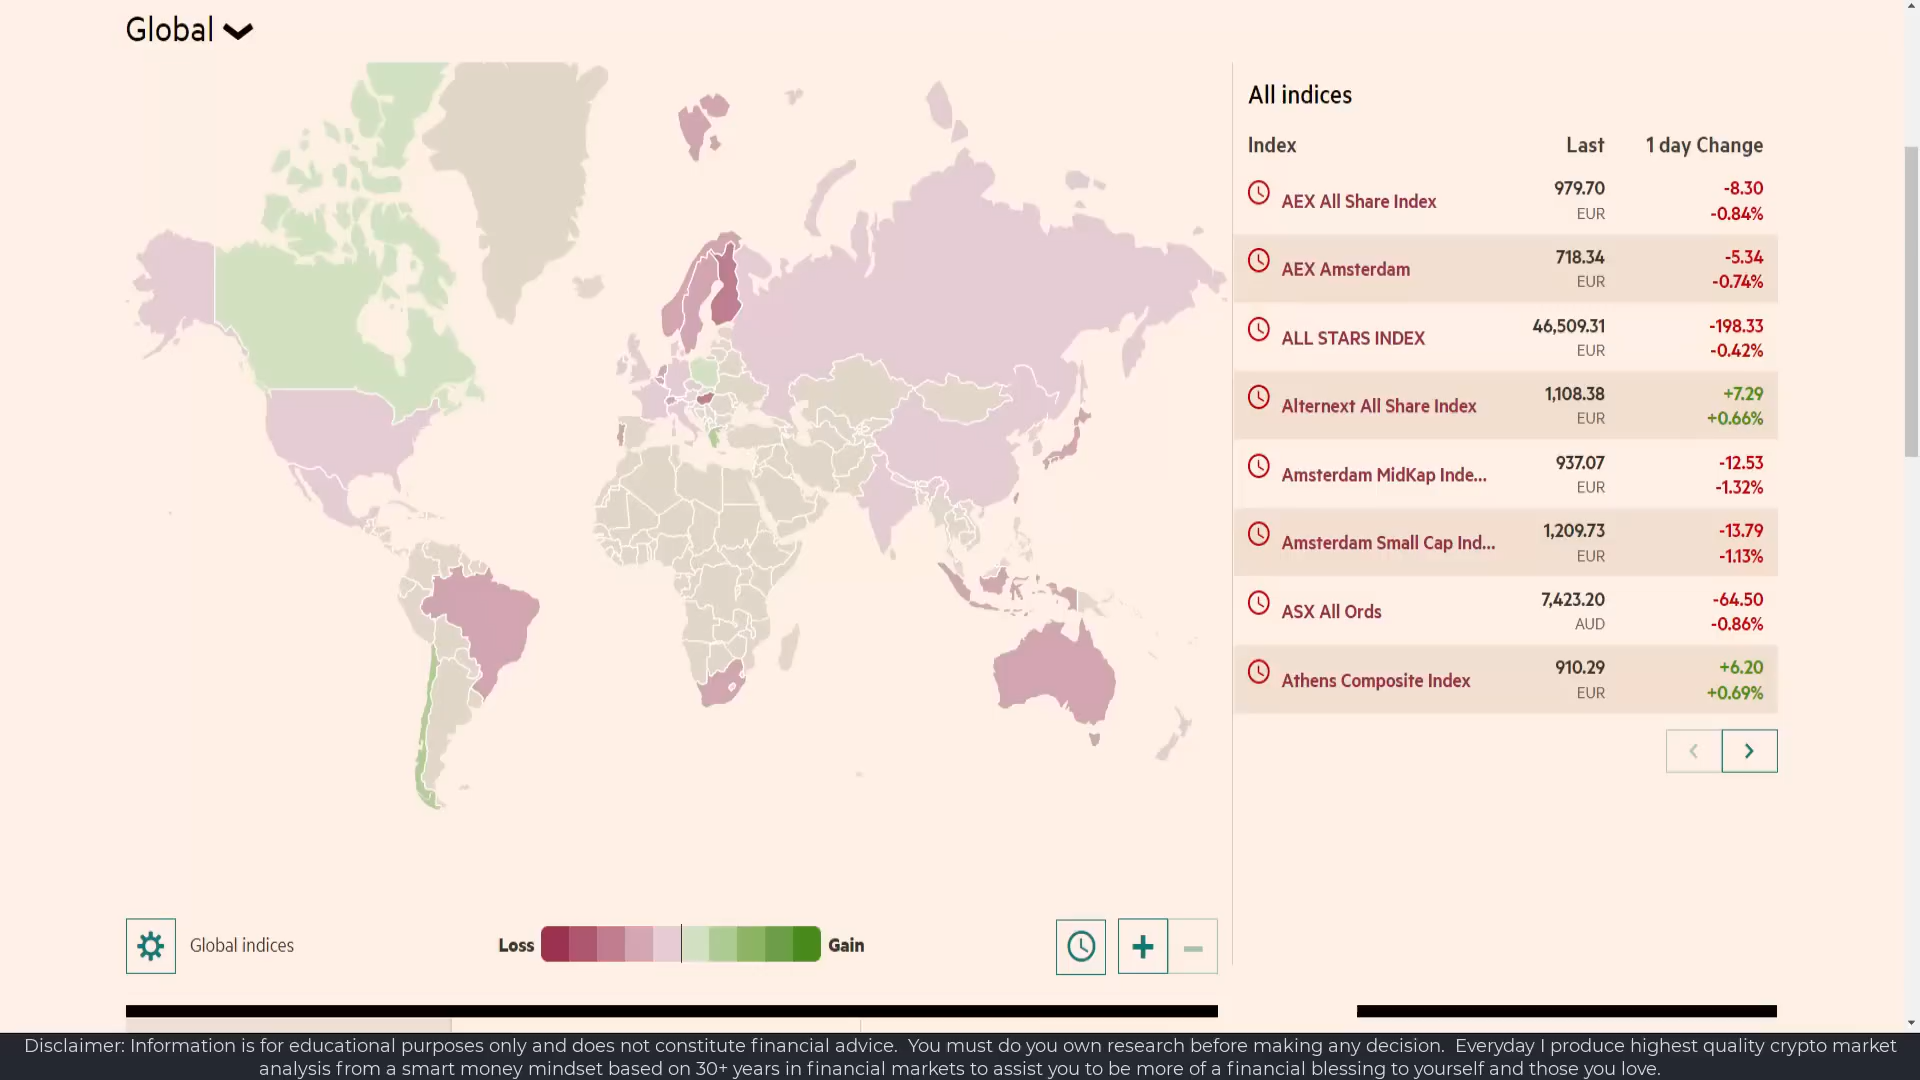 Global
All indices
Index Last 1 day Change
AEX All Share Index 979.70 EUR -8.30 -0.84%
AEX Amsterdam 718.34 EUR -5.34 -0.74%
ALL STARS INDEX 46,509.31 EUR -198.33 -0.42%
Alternext All Share Index 1,108.38 EUR +7.29 +0.66%
Amsterdam MidKap Inde... 937.07 EUR -12.53 -1.32%
Amsterdam Small Cap Ind... 1,209.73 EUR -13.79 -1.13%
ASX All Ords 7,423.20 AUD -64.50 -0.86%
Athens Composite Index 910.29 EUR +6.20 +0.69%
Global indices
Loss Gain
Disclaimer: Information is for educational purposes only and does not constitute financial advice.  You must do you own research before making any decision.  Everyday I produce highest quality crypto market
analysis from a smart money mindset based on 30+ years in financial markets to assist you to be more of a financial blessing to yourself and those you love.